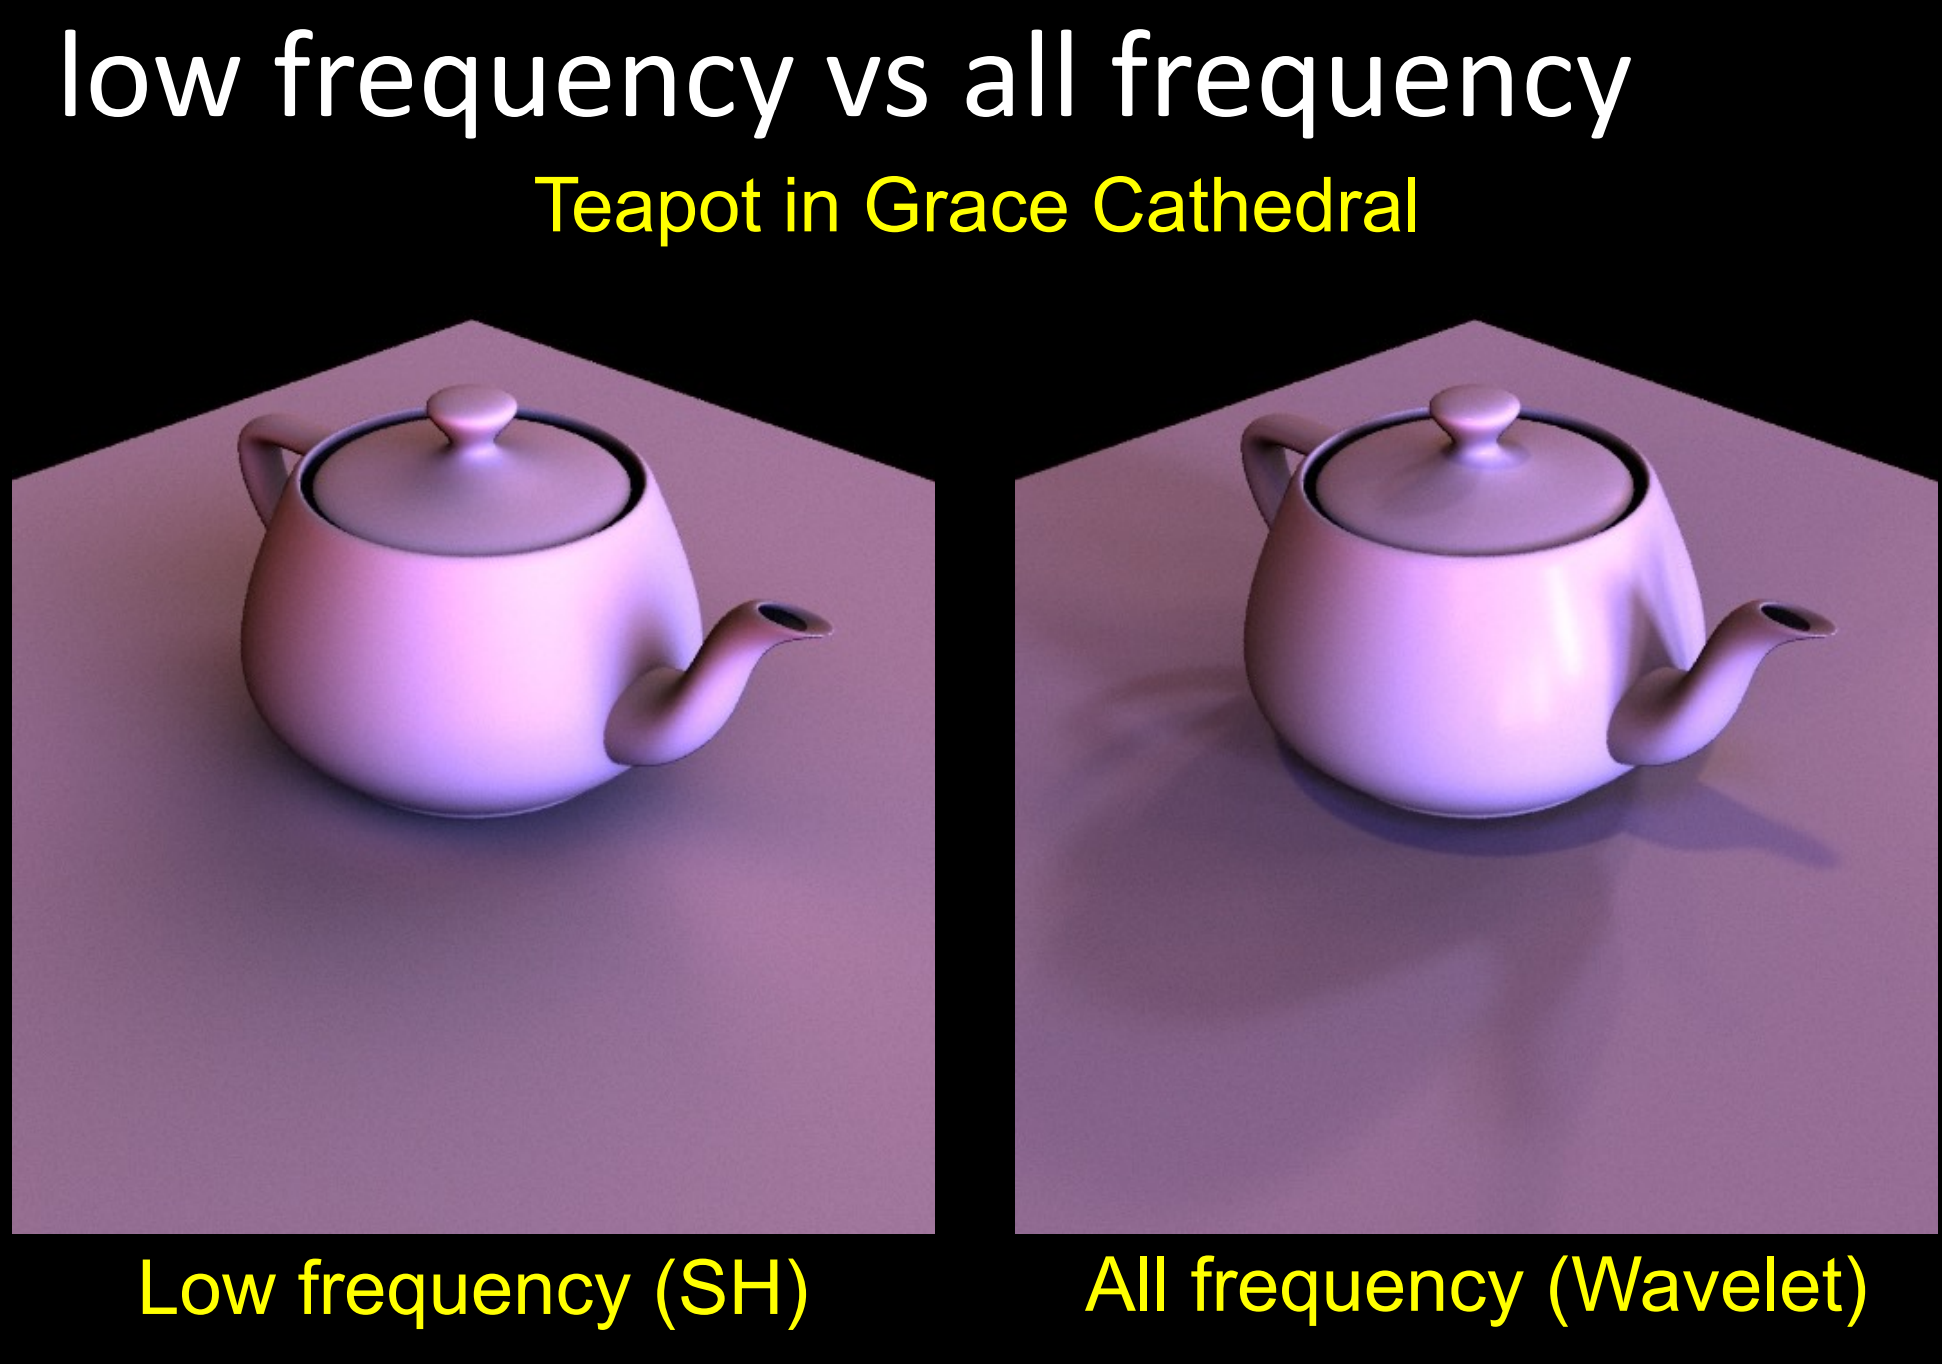 low frequency vs all frequency
Teapot in Grace Cathedral
Low frequency (SH)
All frequency (Wavelet)